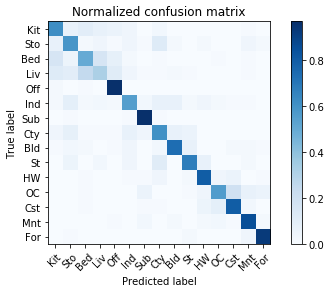 Normalized confusion matrix
Kit
Sto
Bed
Liv
Off
Ind
Sub
Cty
Bld
St
HW
OC
Cst
Mnt
For
True label
Kit
Sto
Bed
Liv
Off
Ind
Sub
Cty
Bld
St
HW
OC
Cst
Mnt
For
Predicted label
0.8
0.6
0.4
0.2
0.0